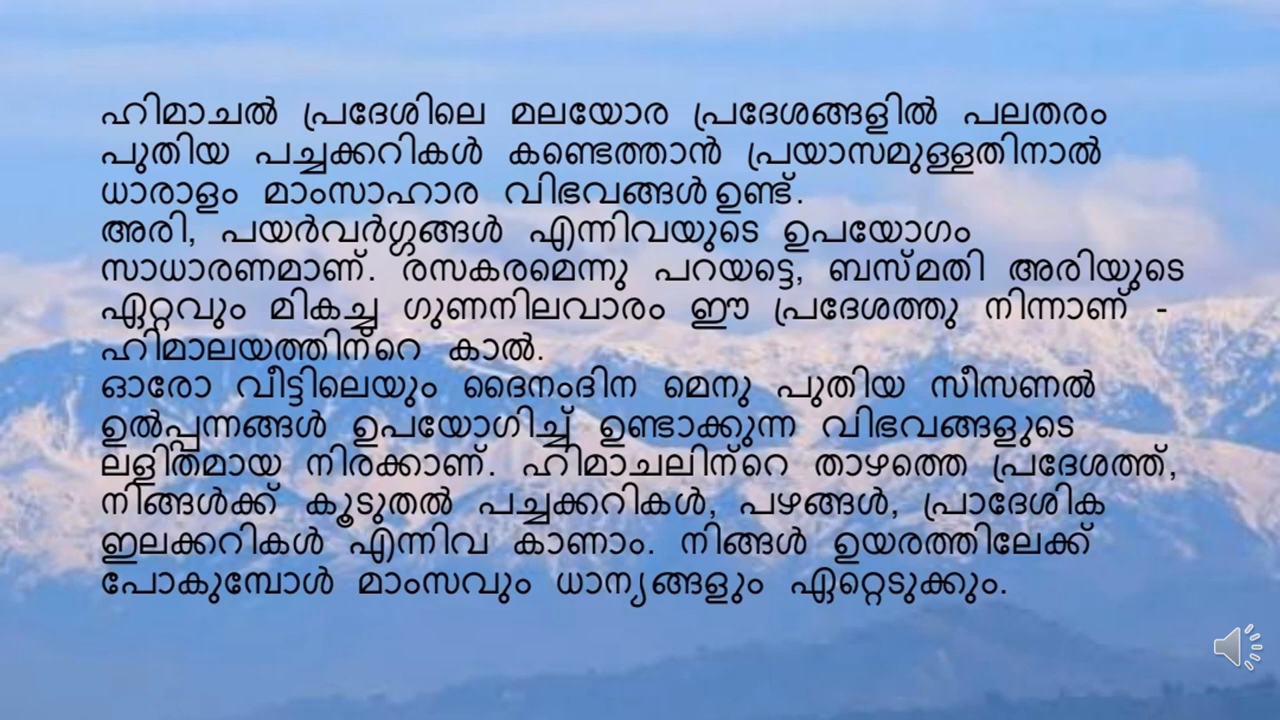 ഹിമാചൽ പ്രദേശിലെ മലയോര പ്രദേശങ്ങളിൽ പലതരം
പുതിയ പച്ചക്കറികൾ കണ്ടെത്താൻ പ്രയാസമുള്ളതിനാൽ
ധാരാളം മാംസാഹാര വിഭവങ്ങൾ ഉണ്ട്.
അരി, പയർവർഗ്ഗങ്ങൾ എന്നിവയുടെ ഉപയോഗം
സാധാരണമാണ്. രസകരമെന്നു പറയട്ടെ, ബസ്മതി അരിയുടെ
ഏറ്റവും മികച്ച ഗുണനിലവാരം ഈ പ്രദേശത്തു നിന്നാണ് -
ഹിമാലയത്തിന്റെ കാൽ.
ഓരോ വീട്ടിലെയും ദൈനംദിന മെനു പുതിയ സീസണൽ
ഉൽപ്പന്നങ്ങൾ ഉപയോഗിച്ച് ഉണ്ടാക്കുന്ന വിഭവങ്ങളുടെ
ലളിതമായ നിരക്കാണ്. ഹിമാചലിന്റെ താഴത്തെ പ്രദേശത്ത്,
നിങ്ങൾക്ക് കൂടുതൽ പച്ചക്കറികൾ, പഴങ്ങൾ, പ്രാദേശിക
ഇലക്കറികൾ എന്നിവ കാണാം. നിങ്ങൾ ഉയരത്തിലേക്ക്
പോകുമ്പോൾ മാംസവും ധാന്യങ്ങളും ഏറ്റെടുക്കും.